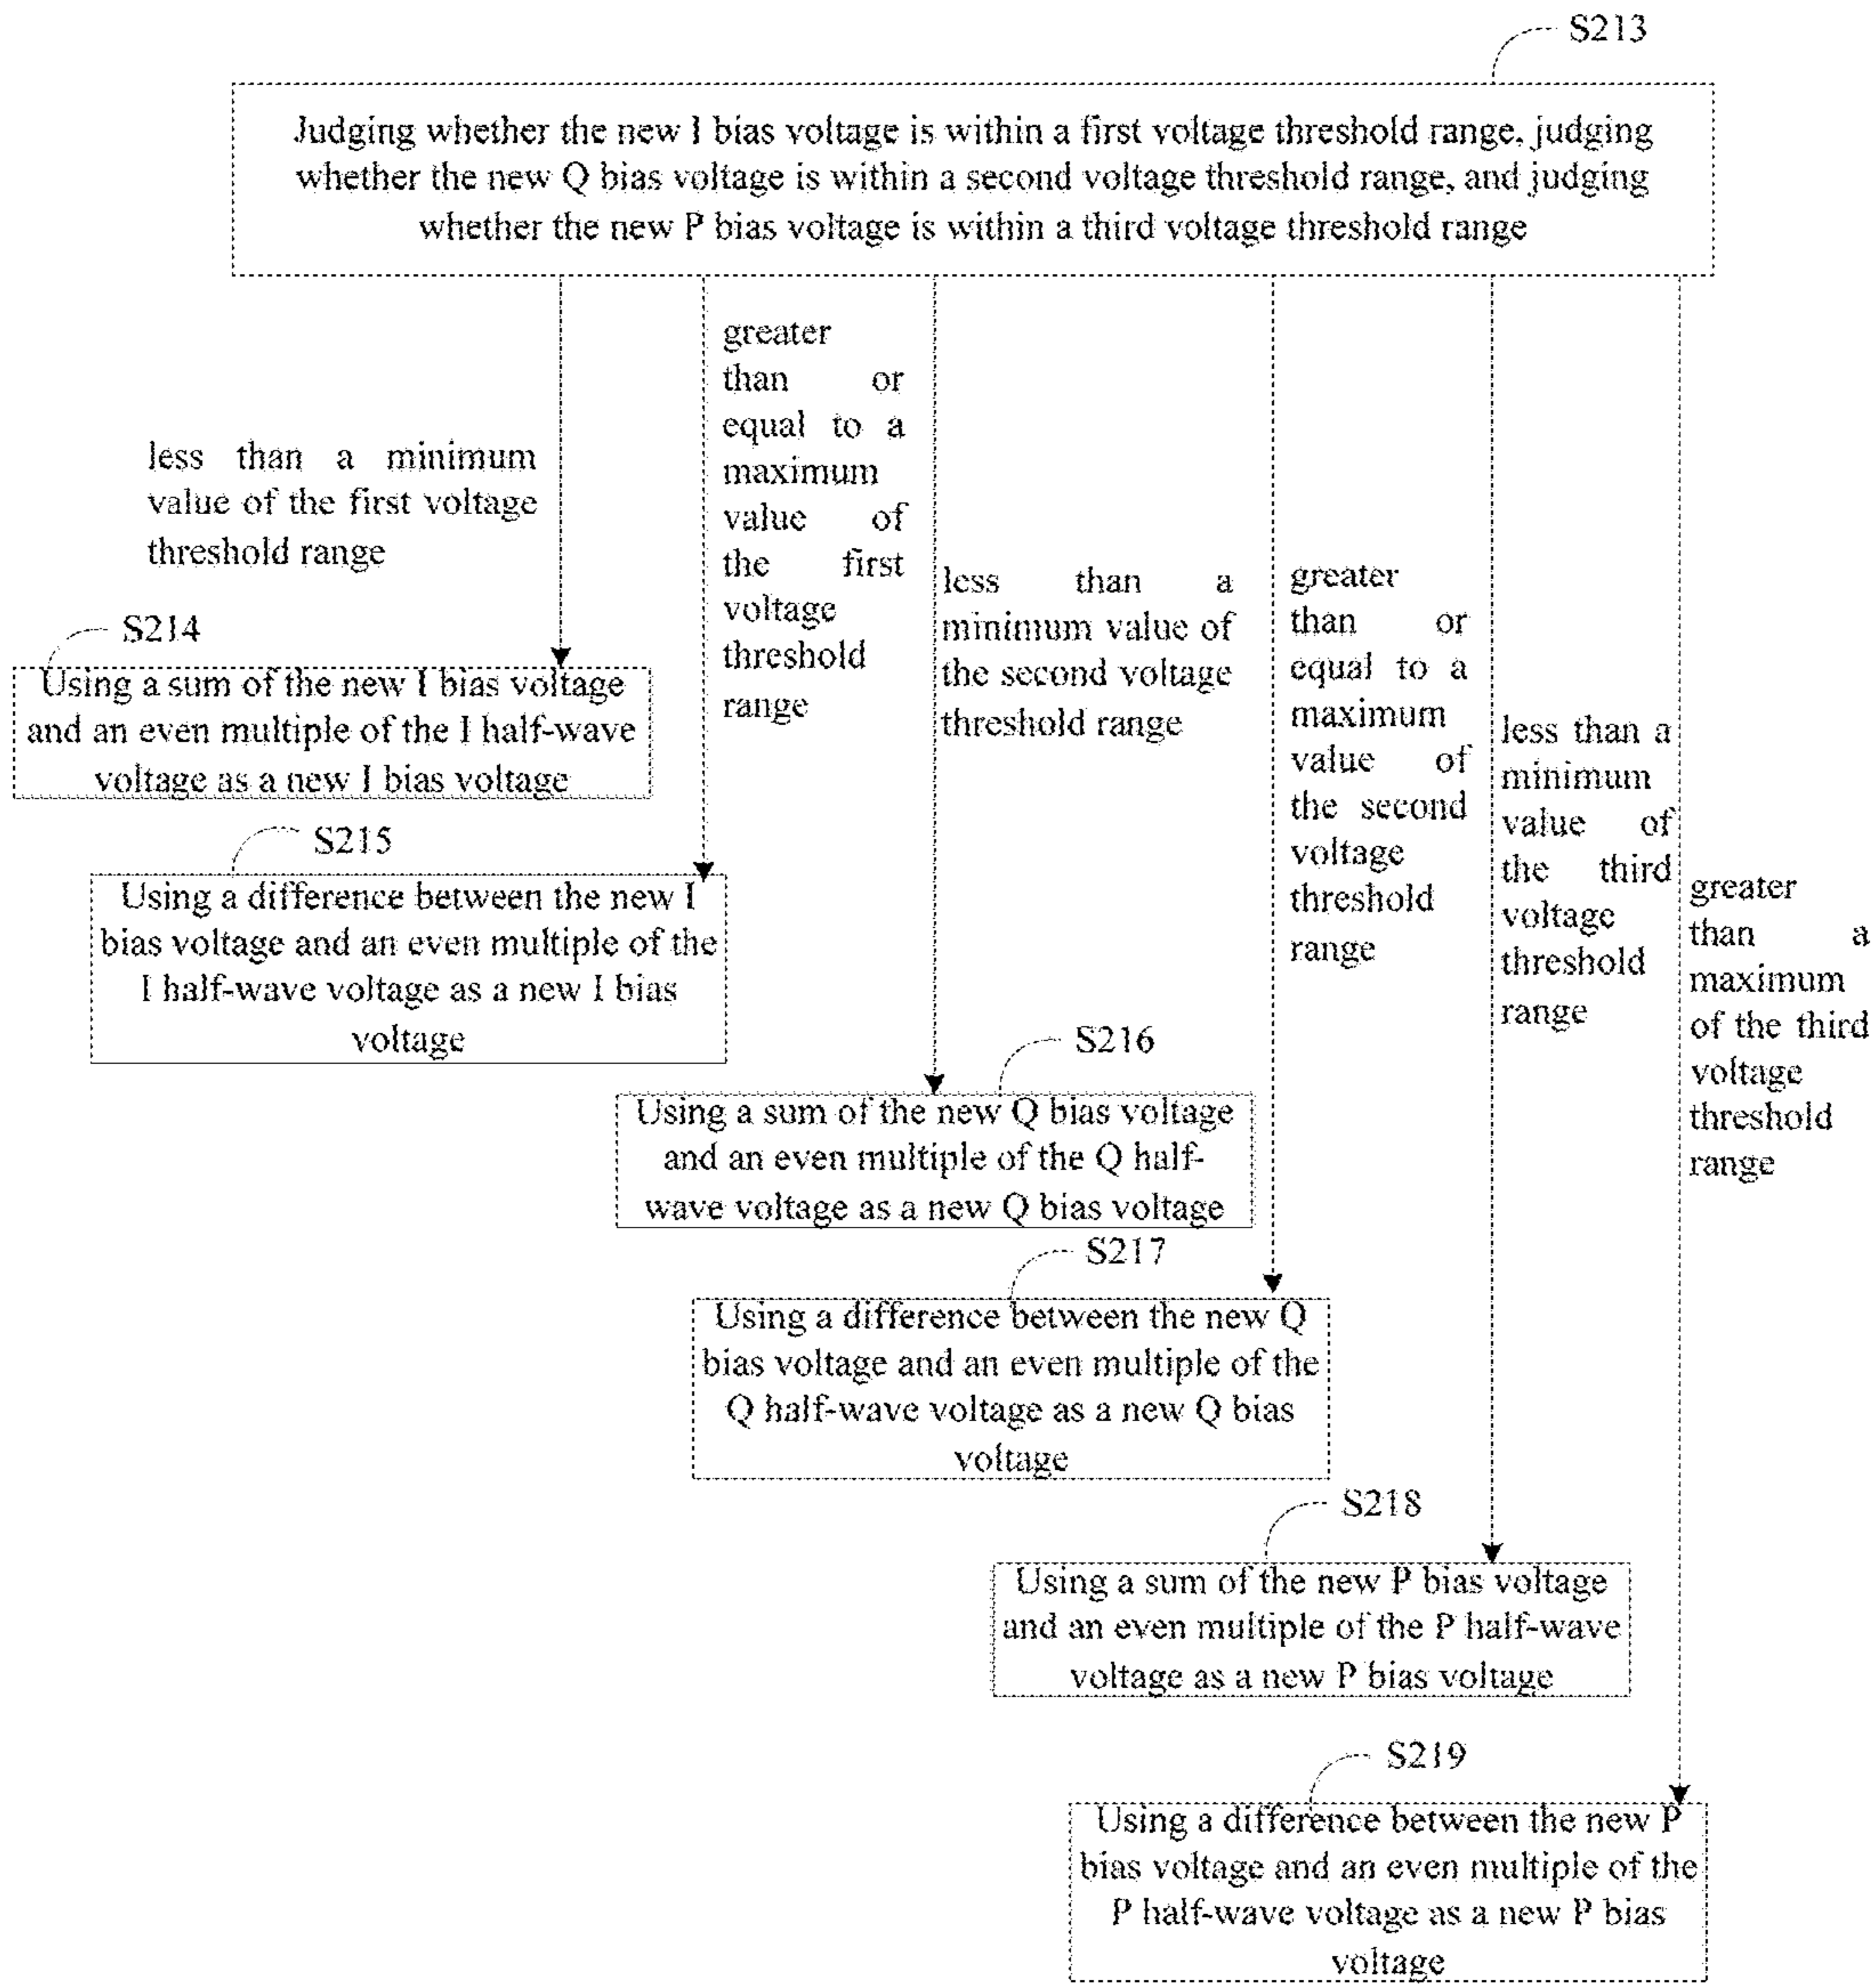 S213
Judging whether the new I bias voltage is within a first voltage threshold range, judging
whether the new Q bias voltage is within a second voltage threshold range, and judging
whether the new P bias voltage is within a third voltage threshold range
less than a minimum
value of the first voltage
threshold range
greater
than or
equal to a
maximum
value of
the first
voltage
threshold
range
less than a
minimum value of
the second voltage
threshold range
greater
than or
equal to a
maximum
value of
the second
voltage
threshold
range
less than a
minimum
value of
the third
voltage
threshold
range
greater
than a
maximum
of the third
voltage
threshold
range
S214
Using a sum of the new I bias voltage
and an even multiple of the I half-wave
voltage as a new I bias voltage
S215
Using a difference between the new I
bias voltage and an even multiple of the
I half-wave voltage as a new I bias
voltage
S216
Using a sum of the new Q bias voltage
and an even multiple of the Q half-
wave voltage as a new Q bias voltage
S217
Using a difference between the new Q
bias voltage and an even multiple of the
Q half-wave voltage as a new Q bias
voltage
S218
Using a sum of the new P bias voltage
and an even multiple of the P half-wave
voltage as a new P bias voltage
S219
Using a difference between the new P
bias voltage and an even multiple of the
P half-wave voltage as a new P bias
voltage